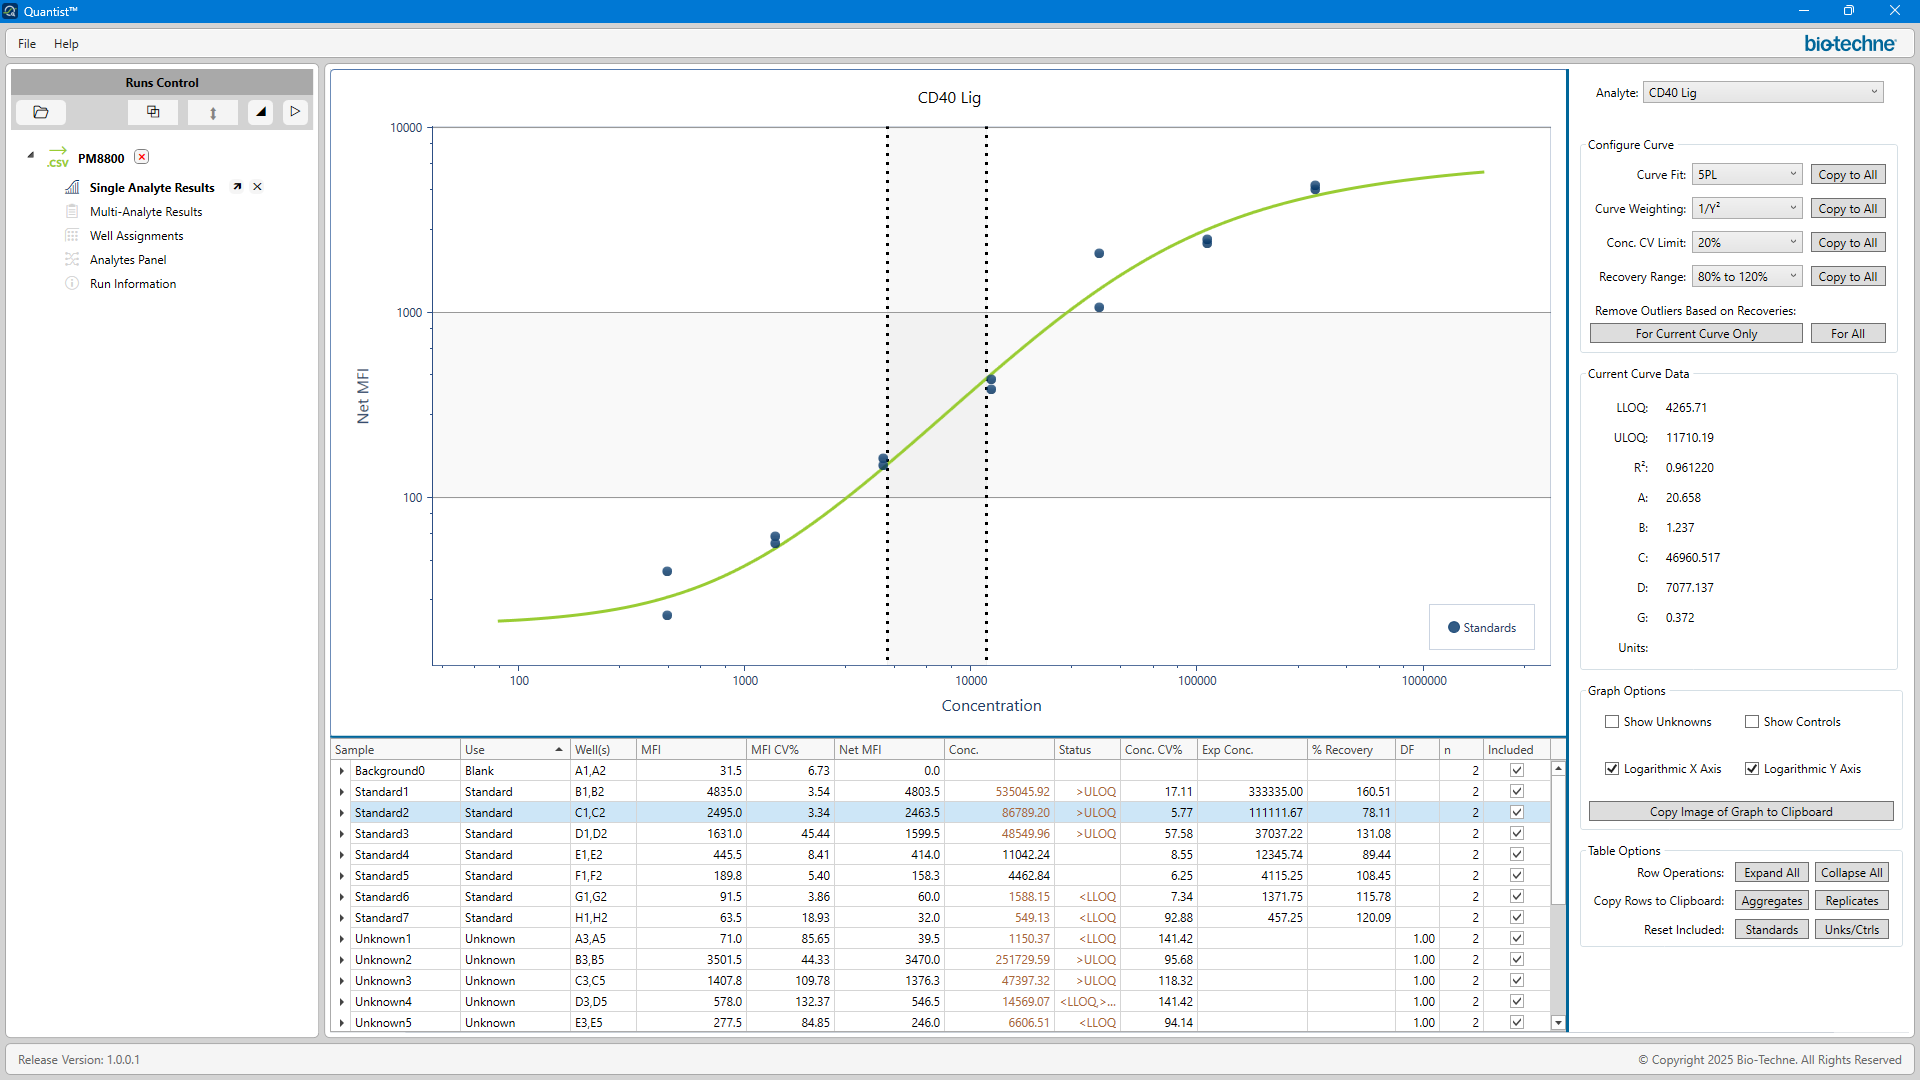 Quantist™
File Help
bio-techne
Runs Control
.CSV PM8800
Single Analyte Results
Multi-Analyte Results
Well Assignments
Analytes Panel
Run Information
CD40 Lig
10000
1000
100
Net MFI
Standards
100 1000 10000 100000 1000000
Concentration
Sample Use Well(s) MFI MFI CV% Net MFI Conc. Status Conc. CV% Exp Conc. % Recovery DF n Included
Background0 Blank A1,A2 31.5 6.73 0.0 2
Standard1 Standard B1,B2 4835.0 3.54 4803.5 535045.92 >ULOQ 17.11 333335.00 160.51 2
Standard2 Standard C1,C2 2495.0 3.34 2463.5 86789.20 >ULOQ 5.77 111111.67 78.11 2
Standard3 Standard D1,D2 1631.0 45.44 1599.5 48549.96 >ULOQ 57.58 37037.22 131.08 2
Standard4 Standard E1,E2 445.5 8.41 414.0 11042.24 8.55 12345.74 89.44 2
Standard5 Standard F1,F2 189.8 5.40 158.3 4462.84 6.25 4115.25 108.45 2
Standard6 Standard G1,G2 91.5 3.86 60.0 1588.15 <LLOQ 7.34 1371.75 115.78 2
Standard7 Standard H1,H2 63.5 18.93 32.0 549.13 <LLOQ 92.88 457.25 120.09 2
Unknown1 Unknown A3,A5 71.0 85.65 39.5 1150.37 <LLOQ 141.42 1.00 2
Unknown2 Unknown B3,B5 3501.5 44.33 3470.0 251729.59 >ULOQ 95.68 1.00 2
Unknown3 Unknown C3,C5 1407.8 109.78 1376.3 47397.32 >ULOQ 118.32 1.00 2
Unknown4 Unknown D3,D5 578.0 132.37 546.5 14569.07 <LLOQ,>... 141.42 1.00 2
Unknown5 Unknown E3,E5 277.5 84.85 246.0 6606.51 <LLOQ 94.14 1.00 2
Analyte: CD40 Lig
Configure Curve
Curve Fit: 5PL Copy to All
Curve Weighting: 1/Y² Copy to All
Conc. CV Limit: 20% Copy to All
Recovery Range: 80% to 120% Copy to All
Remove Outliers Based on Recoveries:
For Current Curve Only For All
Current Curve Data
LLOQ: 4265.71
ULOQ: 11710.19
R²: 0.961220
A: 20.658
B: 1.237
C: 46960.517
D: 7077.137
G: 0.372
Units:
Graph Options
Show Unknowns Show Controls
Logarithmic X Axis Logarithmic Y Axis
Copy Image of Graph to Clipboard
Table Options
Row Operations: Expand All Collapse All
Copy Rows to Clipboard: Aggregates Replicates
Reset Included: Standards Unks/Ctrls
Release Version: 1.0.0.1
© Copyright 2025 Bio-Techne. All Rights Reserved